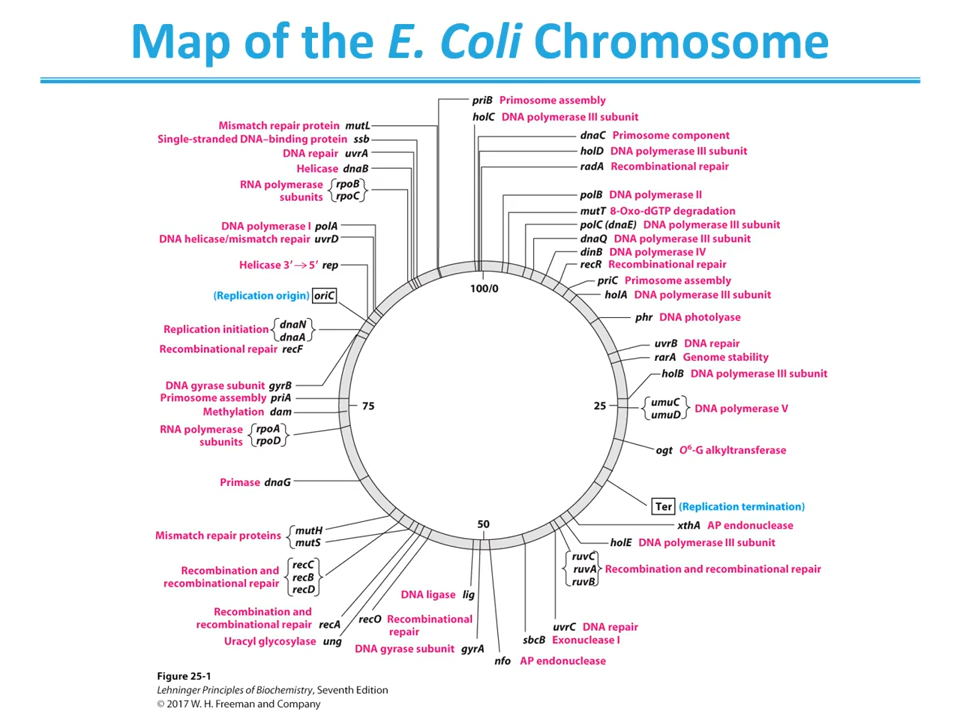 Map of the E. Coli Chromosome
priB Primosome assembly
holC DNA polymerase III subunit
Mismatch repair protein mutL
Single-stranded DNA–binding protein ssb
DNA repair uvrA
Helicase dnaB
RNA polymerase
subunits
rpoB
rpoC
DNA polymerase I polA
DNA helicase/mismatch repair uvrD
Helicase 3′→5′ rep
(Replication origin) oriC
Replication initiation
dnaN
dnaA
Recombinational repair recF
DNA gyrase subunit gyrB
Primosome assembly priA
Methylation dam
RNA polymerase
subunits
rpoA
rpoD
Primase dnaG
Mismatch repair proteins
mutH
mutS
Recombination and
recombinational repair
recC
recB
recD
Recombination and
recombinational repair recA
Uracyl glycosylase ung
dnaC Primosome component
holD DNA polymerase III subunit
radA Recombinational repair
polB DNA polymerase II
mutT 8-Oxo-dGTP degradation
polC (dnaE) DNA polymerase III subunit
dnaQ DNA polymerase III subunit
dinB DNA polymerase IV
recR Recombinational repair
priC Primosome assembly
holA DNA polymerase III subunit
phr DNA photolyase
uvrB DNA repair
rarA Genome stability
holB DNA polymerase III subunit
umuC
umuD
DNA polymerase V
ogt O⁶-G alkyltransferase
Ter (Replication termination)
xthA AP endonuclease
holE DNA polymerase III subunit
ruvC
ruvA
ruvB
Recombination and recombinational repair
uvrC DNA repair
sbcB Exonuclease I
nfo AP endonuclease
DNA gyrase subunit gyrA
DNA ligase lig
recO Recombinational
repair
100/0
25
50
75
Figure 25-1
Lehninger Principles of Biochemistry, Seventh Edition
© 2017 W. H. Freeman and Company